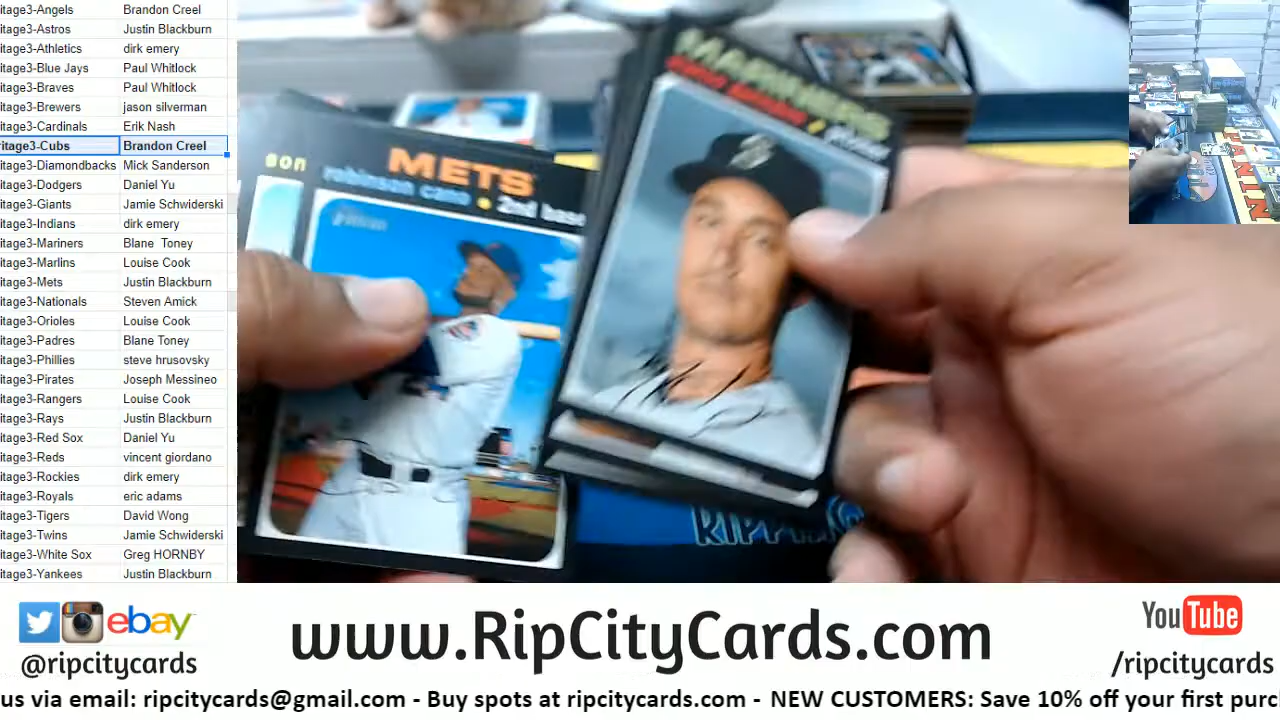 itage3-Angels Brandon Creel
itage3-Astros Justin Blackburn
itage3-Athletics dirk emery
itage3-Blue Jays Paul Whitlock
itage3-Braves Paul Whitlock
itage3-Brewers jason silverman
itage3-Cardinals Erik Nash
ritage3-Cubs Brandon Creel
itage3-Diamondbacks Mick Sanderson
itage3-Dodgers Daniel Yu
itage3-Giants Jamie Schwiderski
itage3-Indians dirk emery
itage3-Mariners Blane Toney
itage3-Marlins Louise Cook
itage3-Mets Justin Blackburn
itage3-Nationals Steven Amick
itage3-Orioles Louise Cook
itage3-Padres Blane Toney
itage3-Phillies steve hrusovsky
itage3-Pirates Joseph Messineo
itage3-Rangers Louise Cook
itage3-Rays Justin Blackburn
itage3-Red Sox Daniel Yu
itage3-Reds vincent giordano
itage3-Rockies dirk emery
itage3-Royals eric adams
itage3-Tigers David Wong
itage3-Twins Jamie Schwiderski
itage3-White Sox Greg HORNBY
itage3-Yankees Justin Blackburn
son
METS
robinson cano • 2nd base
Heritage
MARINERS
RIPPING
PANINI
ebay
@ripcitycards
www.RipCityCards.com
YouTube
/ripcitycards
us via email: ripcitycards@gmail.com - Buy spots at ripcitycards.com - NEW CUSTOMERS: Save 10% off your first purc